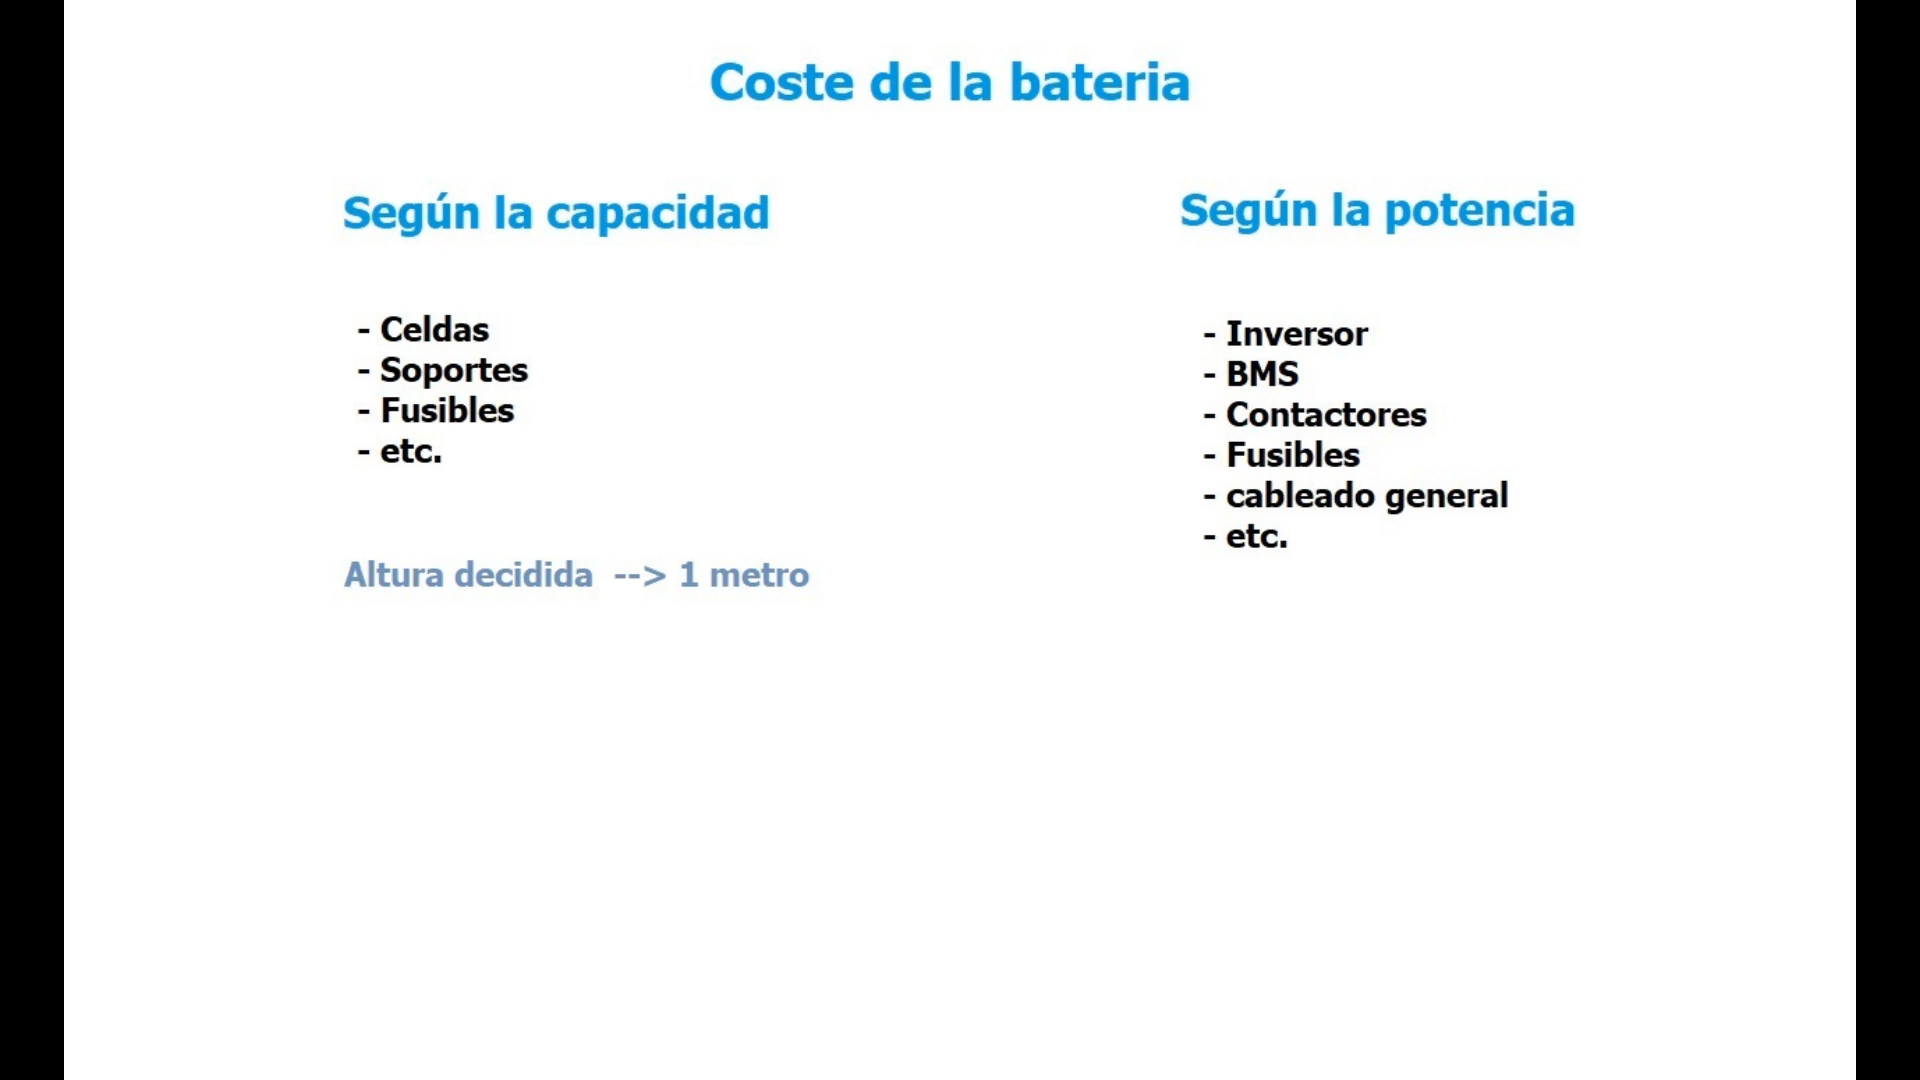 Coste de la bateria
Según la capacidad
- Celdas
- Soportes
- Fusibles
- etc.
Altura decidida --> 1 metro
Según la potencia
- Inversor
- BMS
- Contactores
- Fusibles
- cableado general
- etc.